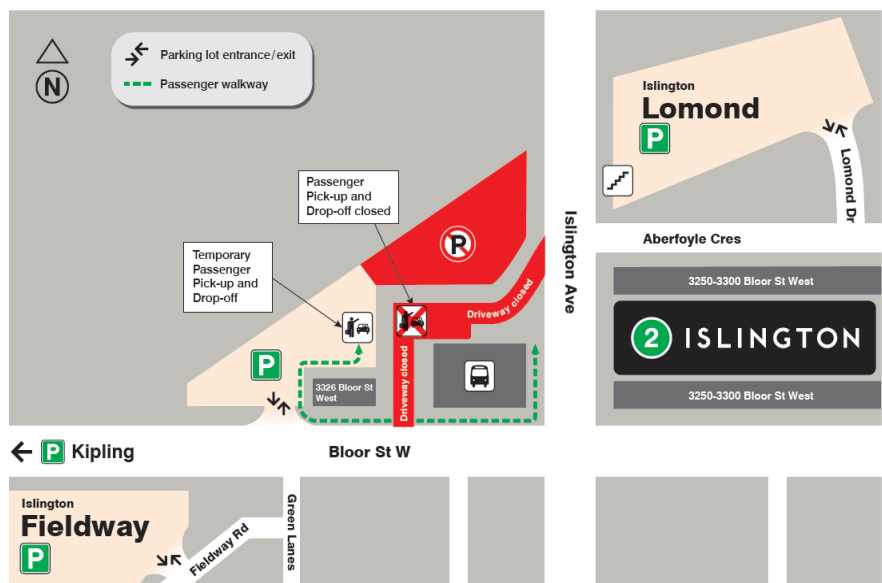 N
Parking lot entrance/exit
Passenger walkway
Islington
Lomond
P
Lomond Dr
Passenger
Pick-up and
Drop-off closed
P
Islington Ave
Aberfoyle Cres
Temporary
Passenger
Pick-up and
Drop-off
Driveway closed
3250-3300 Bloor St West
2 ISLINGTON
3250-3300 Bloor St West
P
3326 Bloor St
West
Driveway closed
P Kipling
Bloor St W
Islington
Fieldway
P
Fieldway Rd
Green Lanes